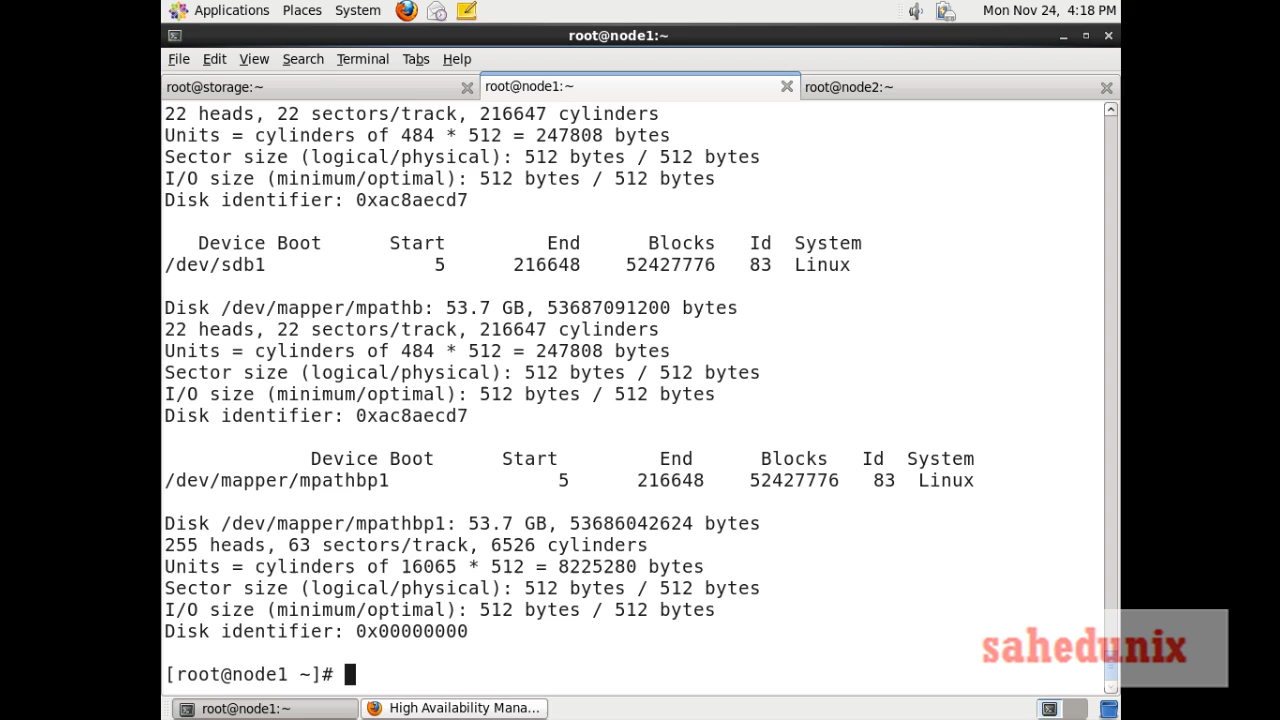 Applications Places System Mon Nov 24, 4:18 PM
root@node1:~
File Edit View Search Terminal Tabs Help
root@storage:~ root@node1:~ root@node2:~
22 heads, 22 sectors/track, 216647 cylinders
Units = cylinders of 484 * 512 = 247808 bytes
Sector size (logical/physical): 512 bytes / 512 bytes
I/O size (minimum/optimal): 512 bytes / 512 bytes
Disk identifier: 0xac8aecd7
Device Boot Start End Blocks Id System
/dev/sdb1 5 216648 52427776 83 Linux
Disk /dev/mapper/mpathb: 53.7 GB, 53687091200 bytes
22 heads, 22 sectors/track, 216647 cylinders
Units = cylinders of 484 * 512 = 247808 bytes
Sector size (logical/physical): 512 bytes / 512 bytes
I/O size (minimum/optimal): 512 bytes / 512 bytes
Disk identifier: 0xac8aecd7
Device Boot Start End Blocks Id System
/dev/mapper/mpathbp1 5 216648 52427776 83 Linux
Disk /dev/mapper/mpathbp1: 53.7 GB, 53686042624 bytes
255 heads, 63 sectors/track, 6526 cylinders
Units = cylinders of 16065 * 512 = 8225280 bytes
Sector size (logical/physical): 512 bytes / 512 bytes
I/O size (minimum/optimal): 512 bytes / 512 bytes
Disk identifier: 0x00000000
sahedunix
[root@node1 ~]#
root@node1:~ High Availability Mana...